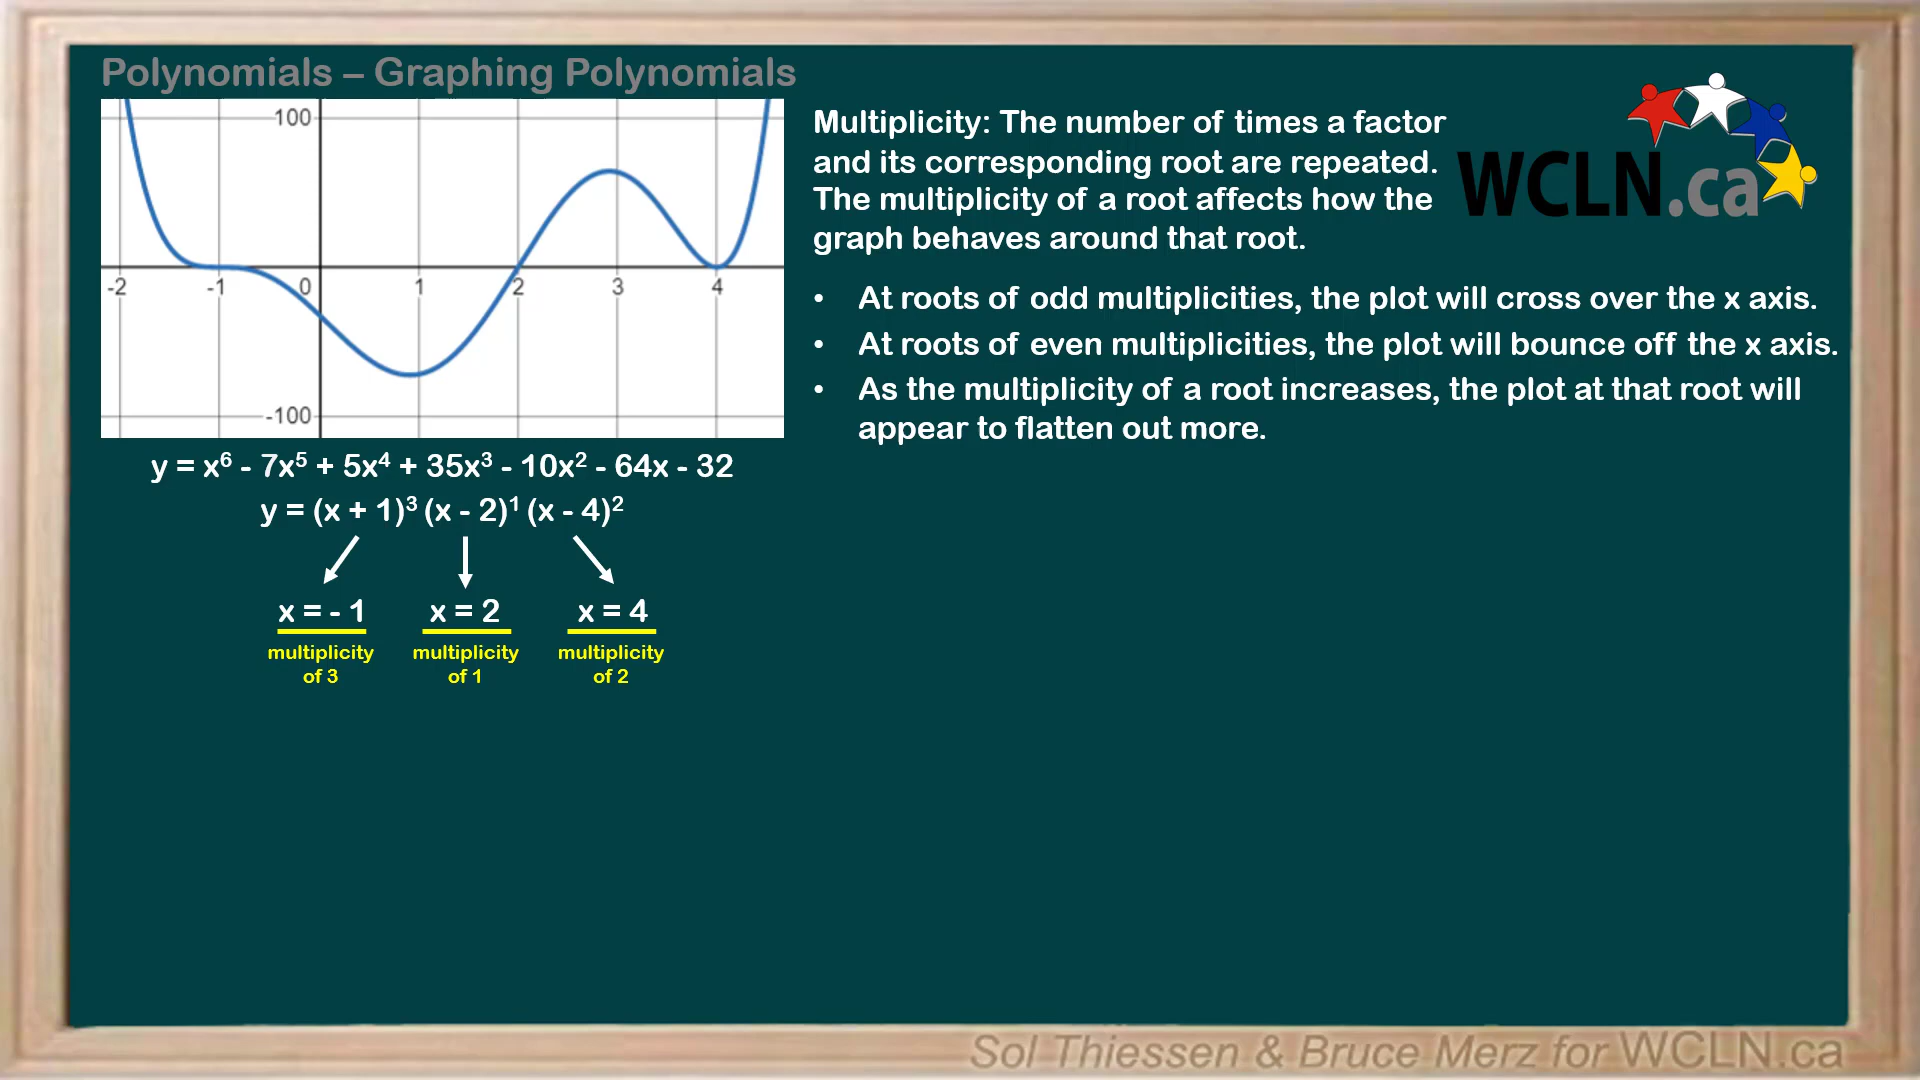 Polynomials – Graphing Polynomials
100
-2 -1 0 1 2 3 4
-100
y = x⁶ - 7x⁵ + 5x⁴ + 35x³ - 10x² - 64x - 32
y = (x + 1)³ (x - 2)¹ (x - 4)²
x = - 1 x = 2 x = 4
multiplicity multiplicity multiplicity
of 3 of 1 of 2
Multiplicity: The number of times a factor
and its corresponding root are repeated.
The multiplicity of a root affects how the
graph behaves around that root.
WCLN.ca
• At roots of odd multiplicities, the plot will cross over the x axis.
• At roots of even multiplicities, the plot will bounce off the x axis.
• As the multiplicity of a root increases, the plot at that root will
appear to flatten out more.
Sol Thiessen & Bruce Merz for WCLN.ca